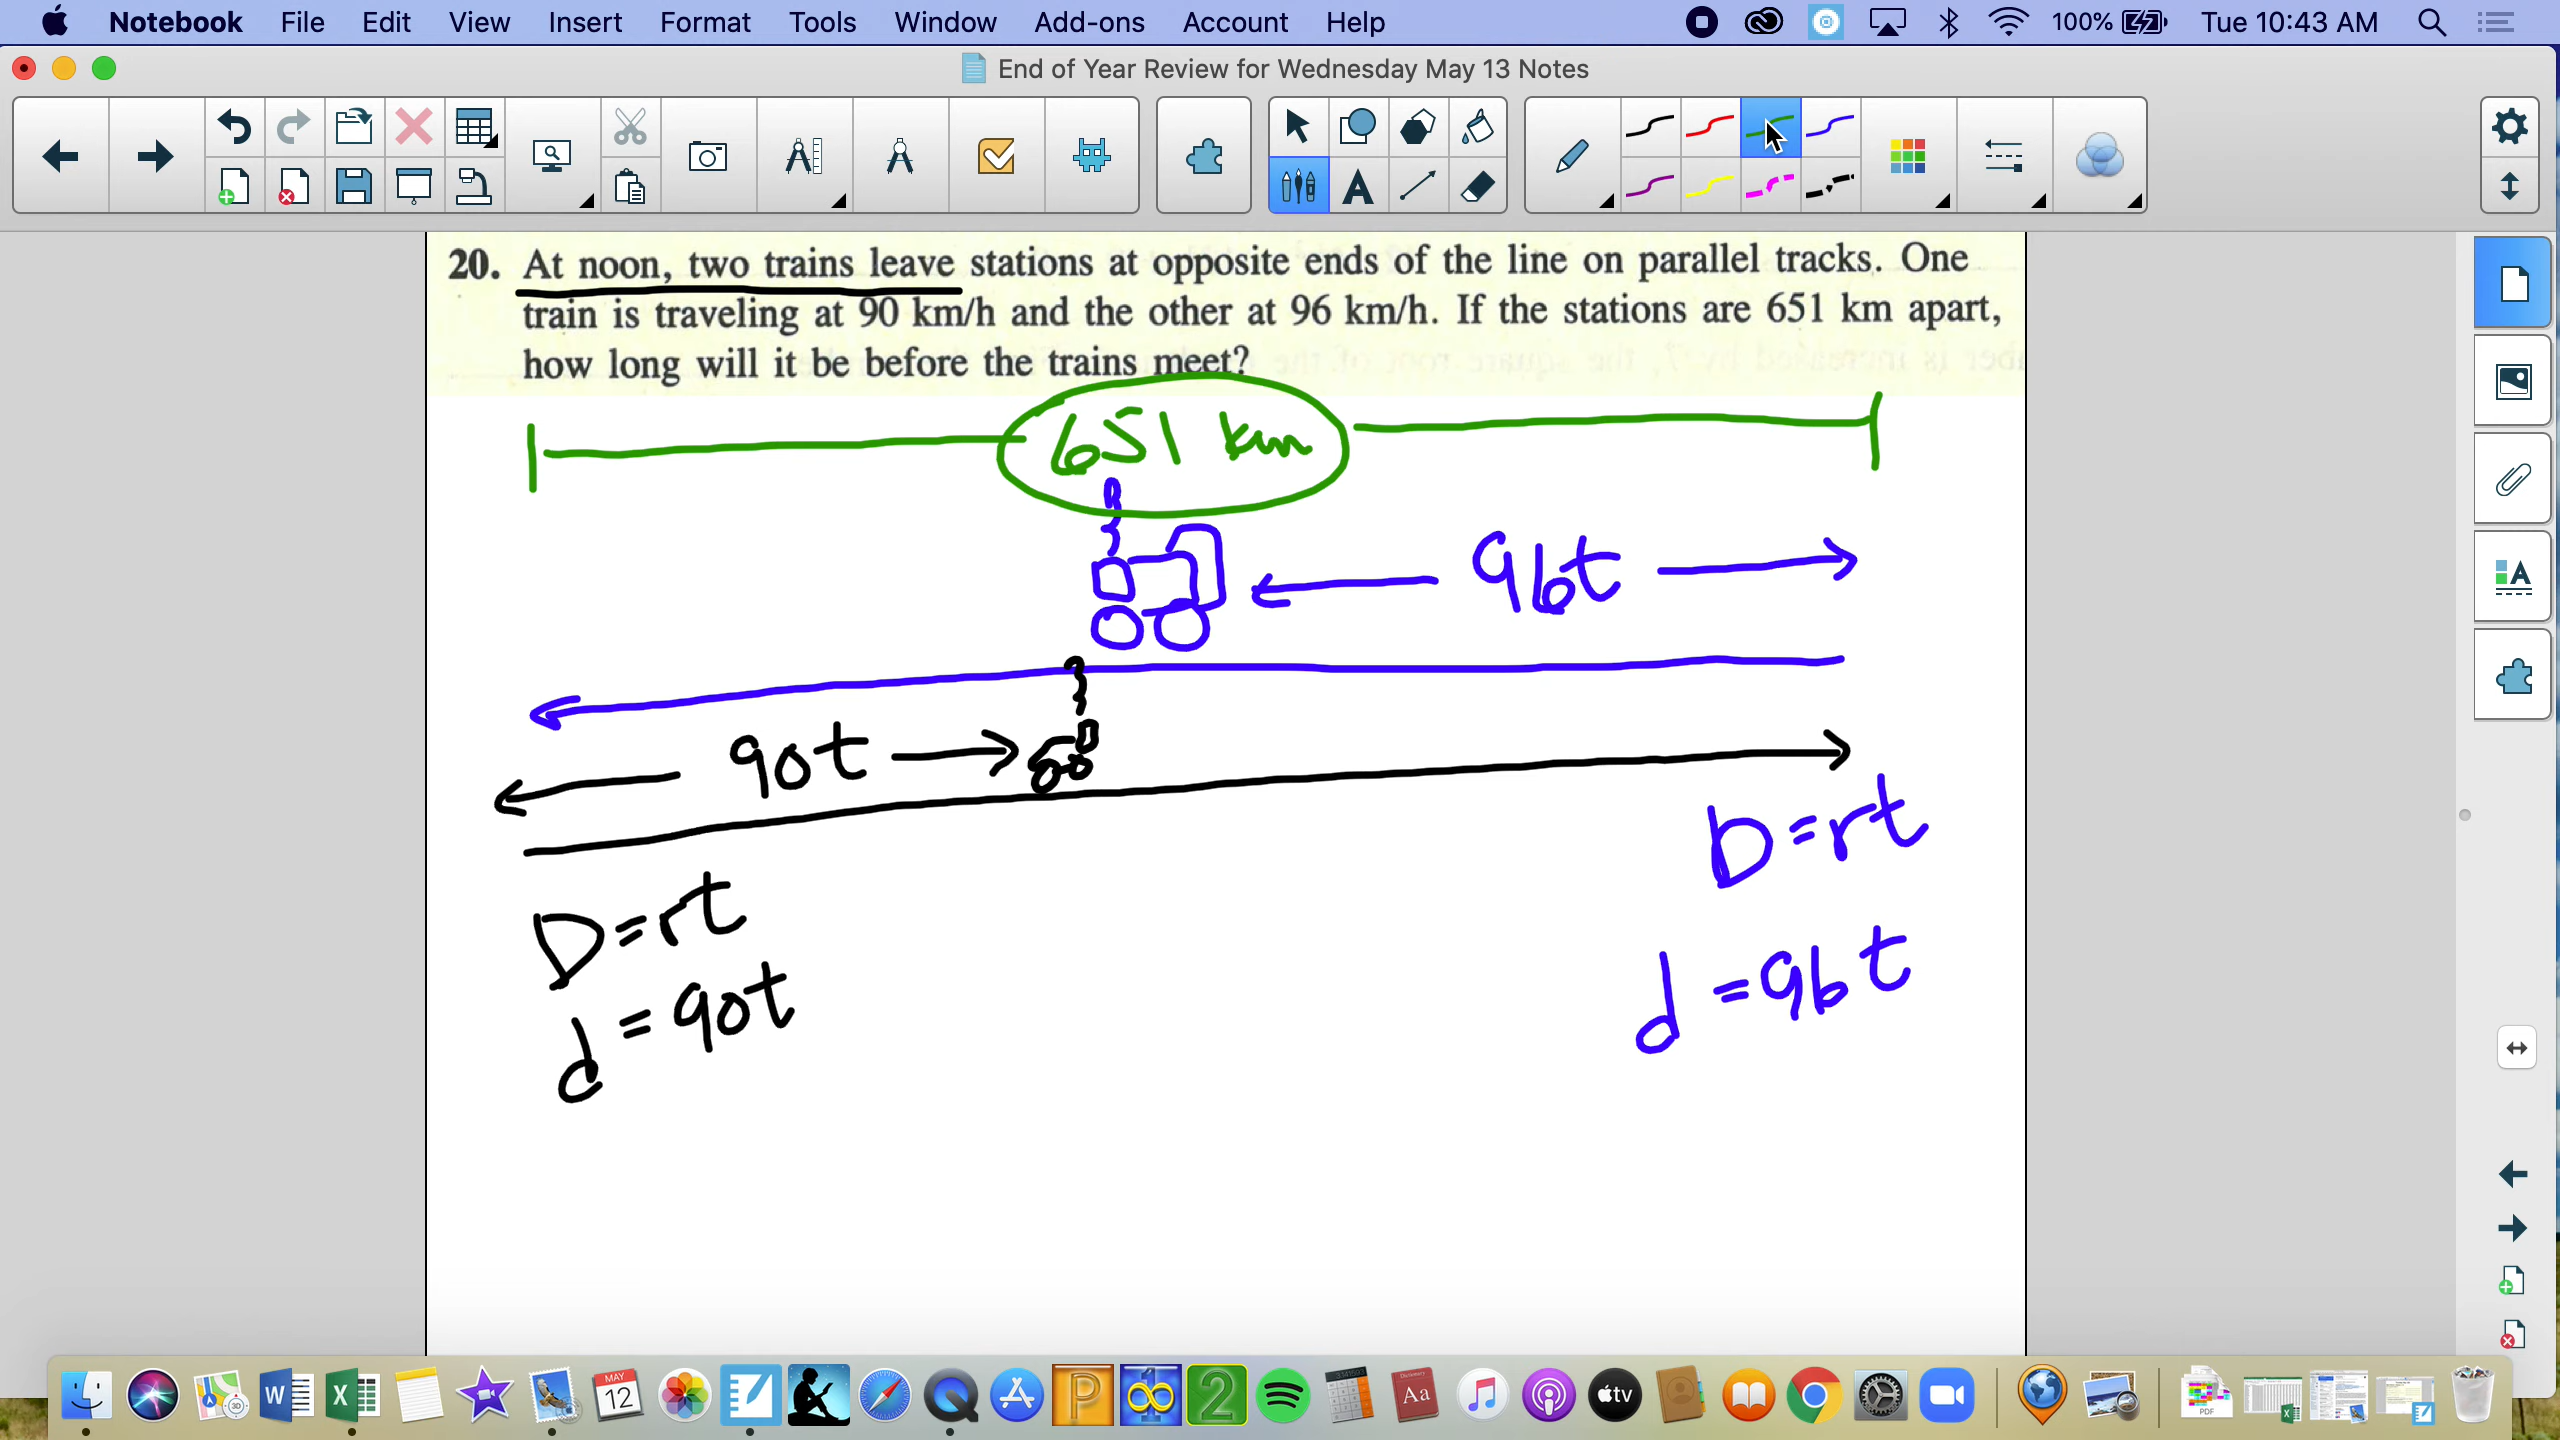 Notebook File Edit View Insert Format Tools Window Add-ons Account Help 100% Tue 10:43 AM
End of Year Review for Wednesday May 13 Notes
20. At noon, two trains leave stations at opposite ends of the line on parallel tracks. One
train is traveling at 90 km/h and the other at 96 km/h. If the stations are 651 km apart,
how long will it be before the trains meet?
651 km
96t
90t
D=rt
D=rt
d=96t
d=90t
MAY
12
PDF